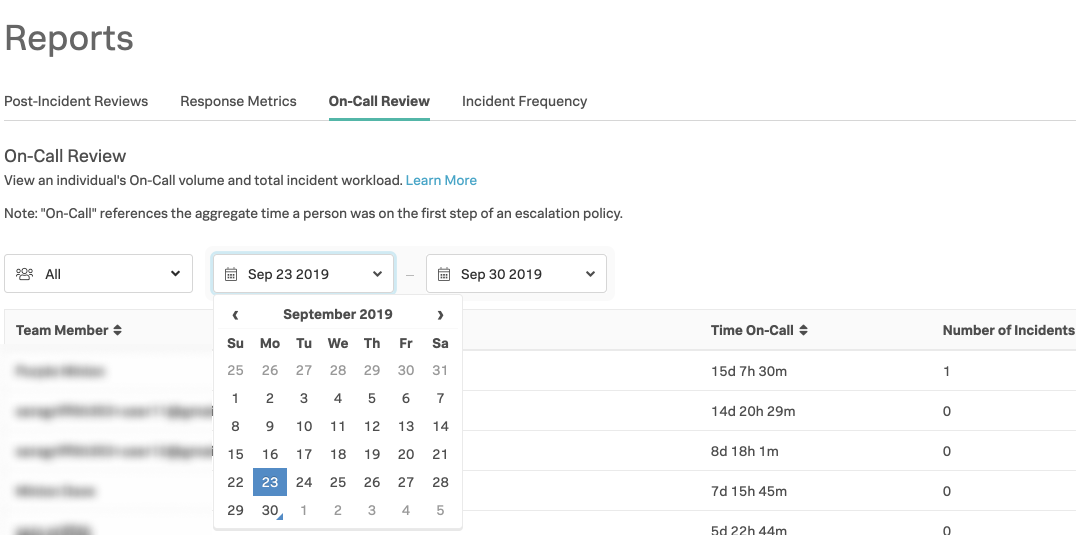 Reports
Post-Incident Reviews Response Metrics On-Call Review Incident Frequency
On-Call Review
View an individual's On-Call volume and total incident workload. Learn More
Note: "On-Call" references the aggregate time a person was on the first step of an escalation policy.
All Sep 23 2019 – Sep 30 2019
‹ September 2019 ›
Team Member Time On-Call Number of Incidents
Su Mo Tu We Th Fr Sa
25 26 27 28 29 30 31 15d 7h 30m 1
1 2 3 4 5 6 7
14d 20h 29m 0
8 9 10 11 12 13 14
15 16 17 18 19 20 21 8d 18h 1m 0
22 23 24 25 26 27 28
7d 15h 45m 0
29 30 1 2 3 4 5
5d 22h 44m 0